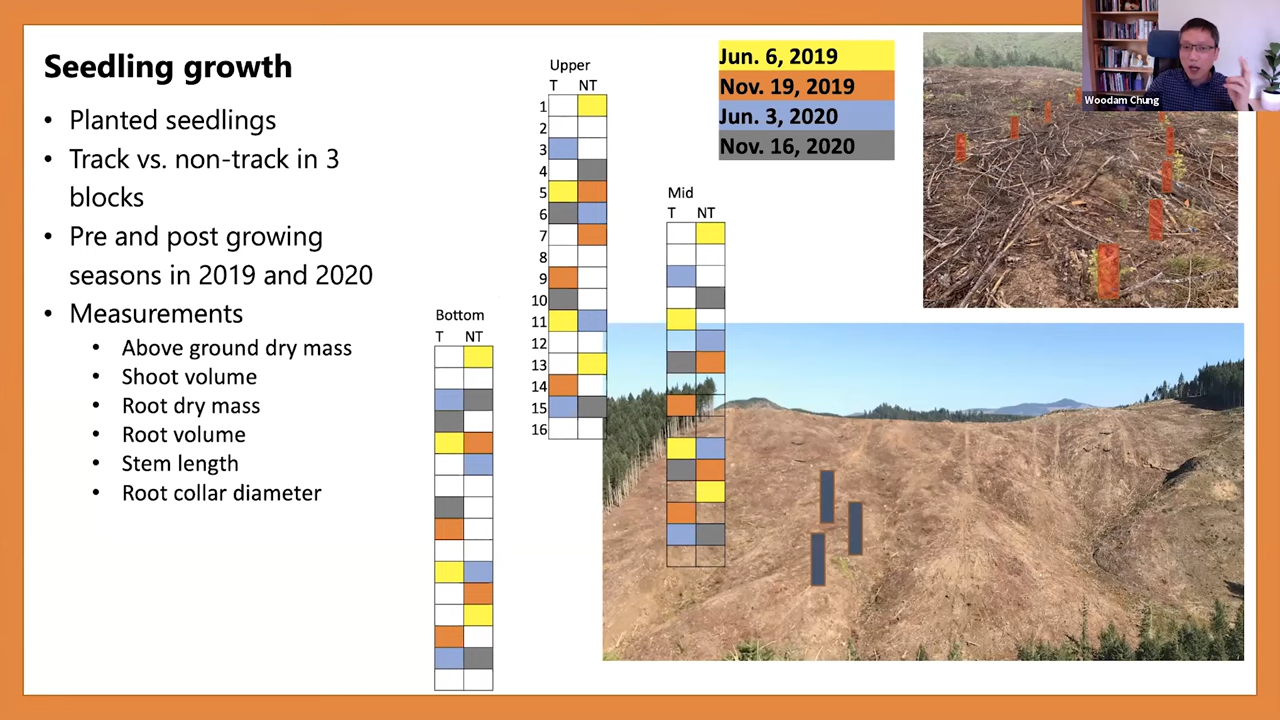 Seedling growth
• Planted seedlings
• Track vs. non-track in 3
blocks
• Pre and post growing
seasons in 2019 and 2020
• Measurements
• Above ground dry mass
• Shoot volume
• Root dry mass
• Root volume
• Stem length
• Root collar diameter
Bottom
T NT
Upper
T NT
1
2
3
4
5
6
7
8
9
10
11
12
13
14
15
16
Mid
T NT
Jun. 6, 2019
Nov. 19, 2019
Jun. 3, 2020
Nov. 16, 2020
Woodam Chung